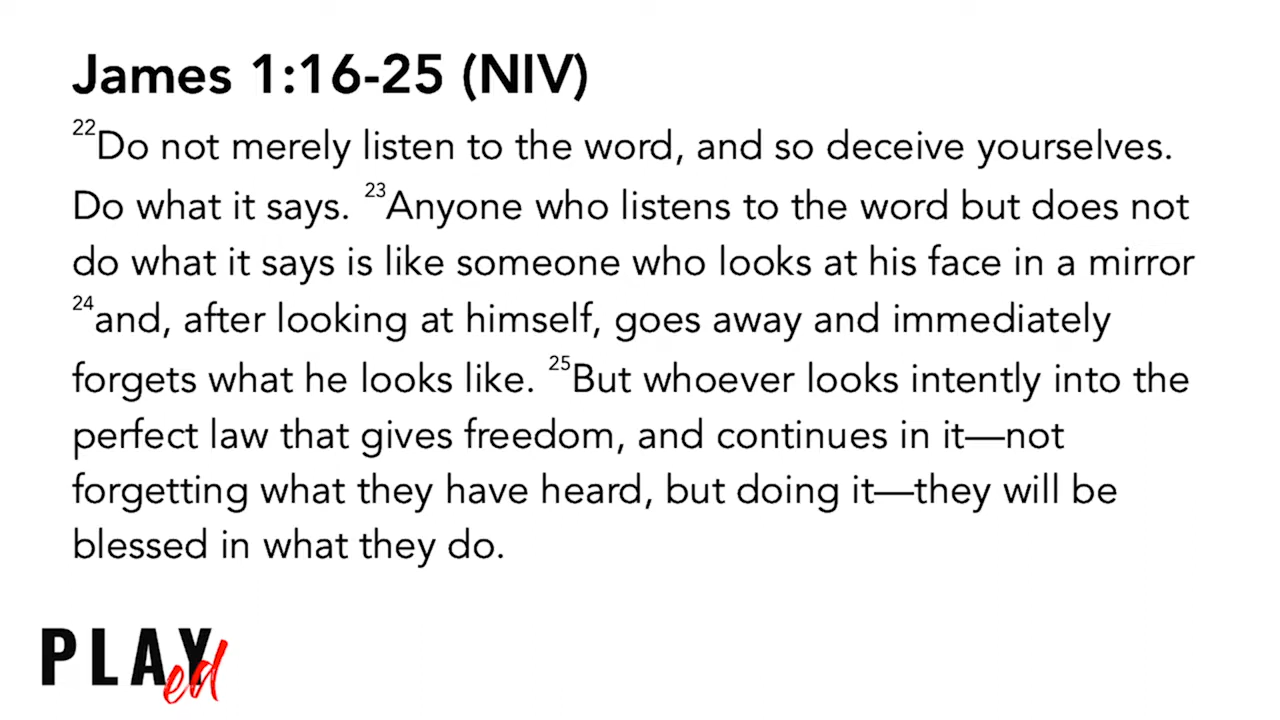 James 1:16-25 (NIV)
²²Do not merely listen to the word, and so deceive yourselves.
Do what it says. ²³Anyone who listens to the word but does not
do what it says is like someone who looks at his face in a mirror
²⁴and, after looking at himself, goes away and immediately
forgets what he looks like. ²⁵But whoever looks intently into the
perfect law that gives freedom, and continues in it—not
forgetting what they have heard, but doing it—they will be
blessed in what they do.
PLAYed